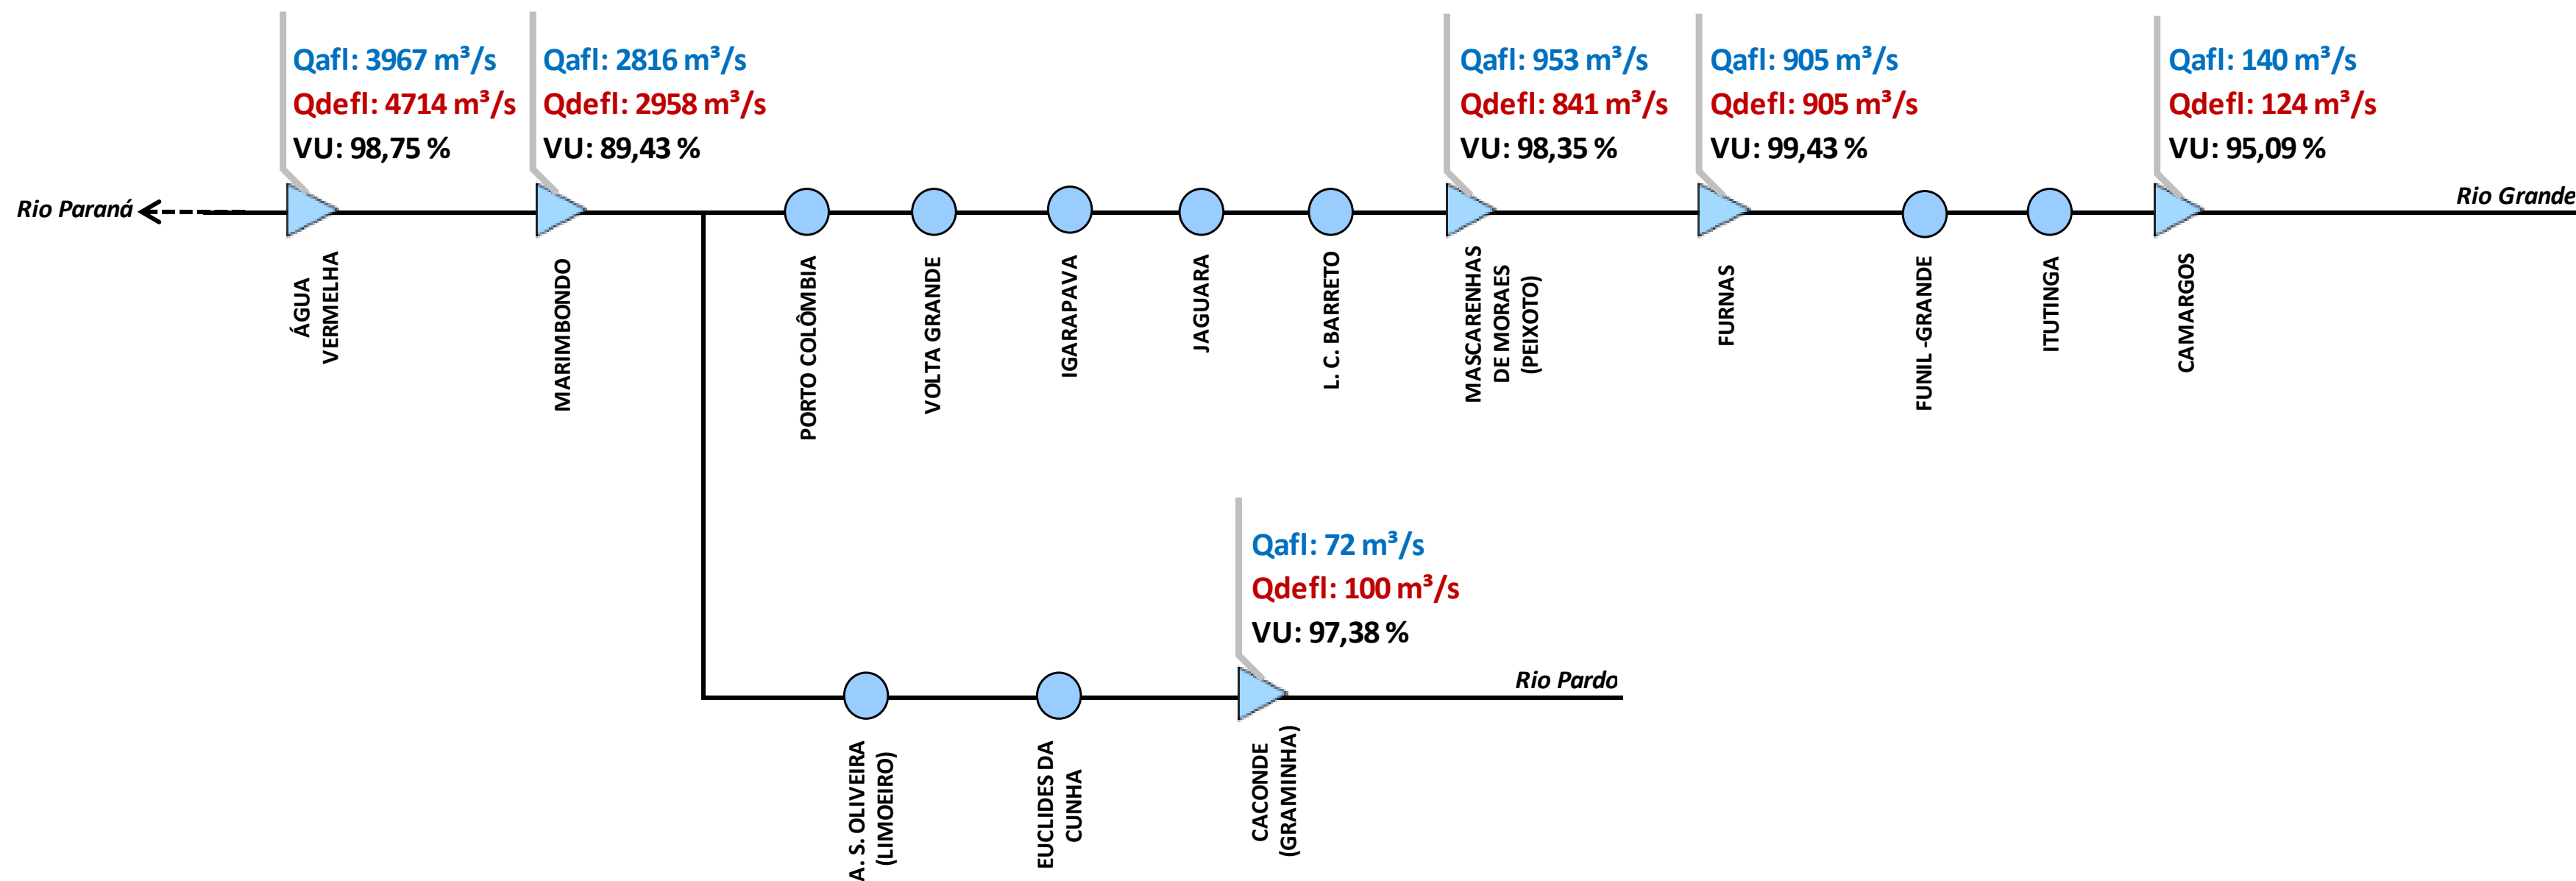 Qafl: 3967 m³/s
Qdefl: 4714 m³/s
VU: 98,75 %
Qafl: 2816 m³/s
Qdefl: 2958 m³/s
VU: 89,43 %
Qafl: 953 m³/s
Qdefl: 841 m³/s
VU: 98,35 %
Qafl: 905 m³/s
Qdefl: 905 m³/s
VU: 99,43 %
Qafl: 140 m³/s
Qdefl: 124 m³/s
VU: 95,09 %
Rio Paraná
Rio Grande
ÁGUA
VERMELHA
MARIMBONDO
PORTO COLÔMBIA
VOLTA GRANDE
IGARAPAVA
JAGUARA
L. C. BARRETO
MASCARENHAS
DE MORAES
(PEIXOTO)
FURNAS
FUNIL -GRANDE
ITUTINGA
CAMARGOS
Qafl: 72 m³/s
Qdefl: 100 m³/s
VU: 97,38 %
Rio Pardo
A. S. OLIVEIRA
(LIMOEIRO)
EUCLIDES DA
CUNHA
CACONDE
(GRAMINHA)